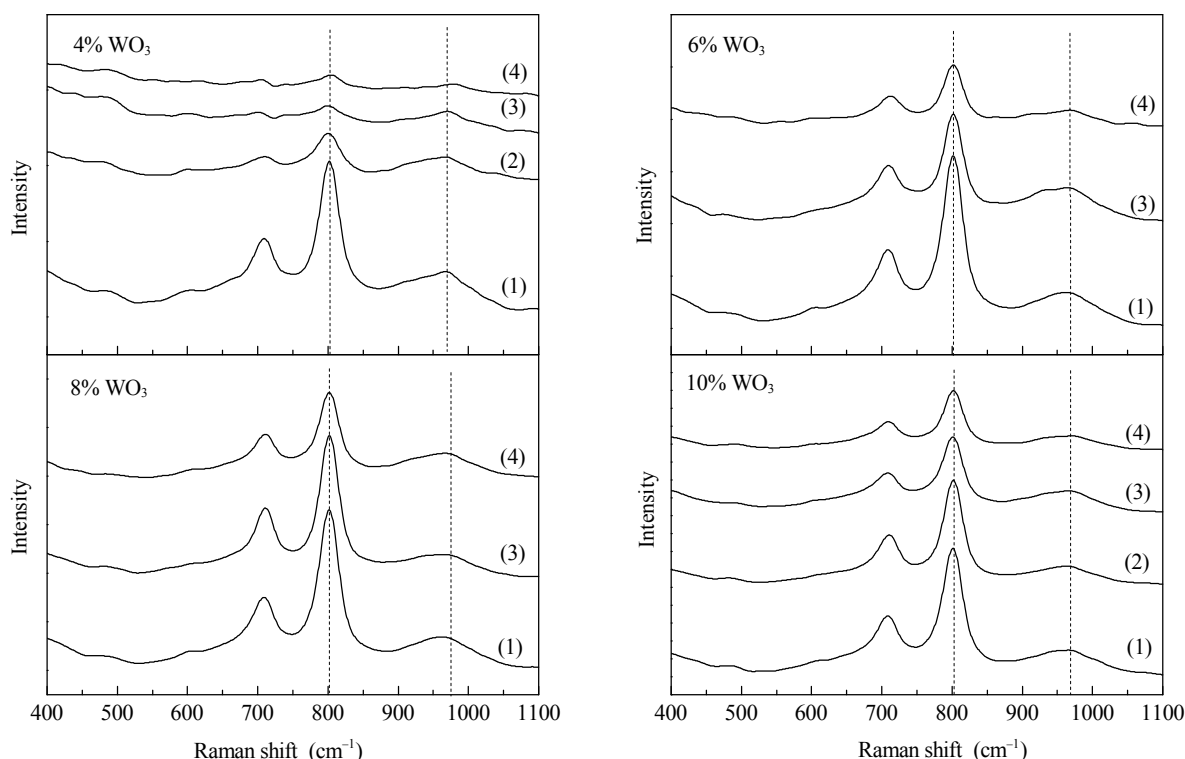 4% WO₃
(4)
(3)
(2)
(1)
Intensity
6% WO₃
(4)
(3)
(1)
Intensity
8% WO₃
(4)
(3)
(1)
Intensity
400 500 600 700 800 900 1000 1100
Raman shift (cm⁻¹)
10% WO₃
(4)
(3)
(2)
(1)
Intensity
400 500 600 700 800 900 1000 1100
Raman shift (cm⁻¹)